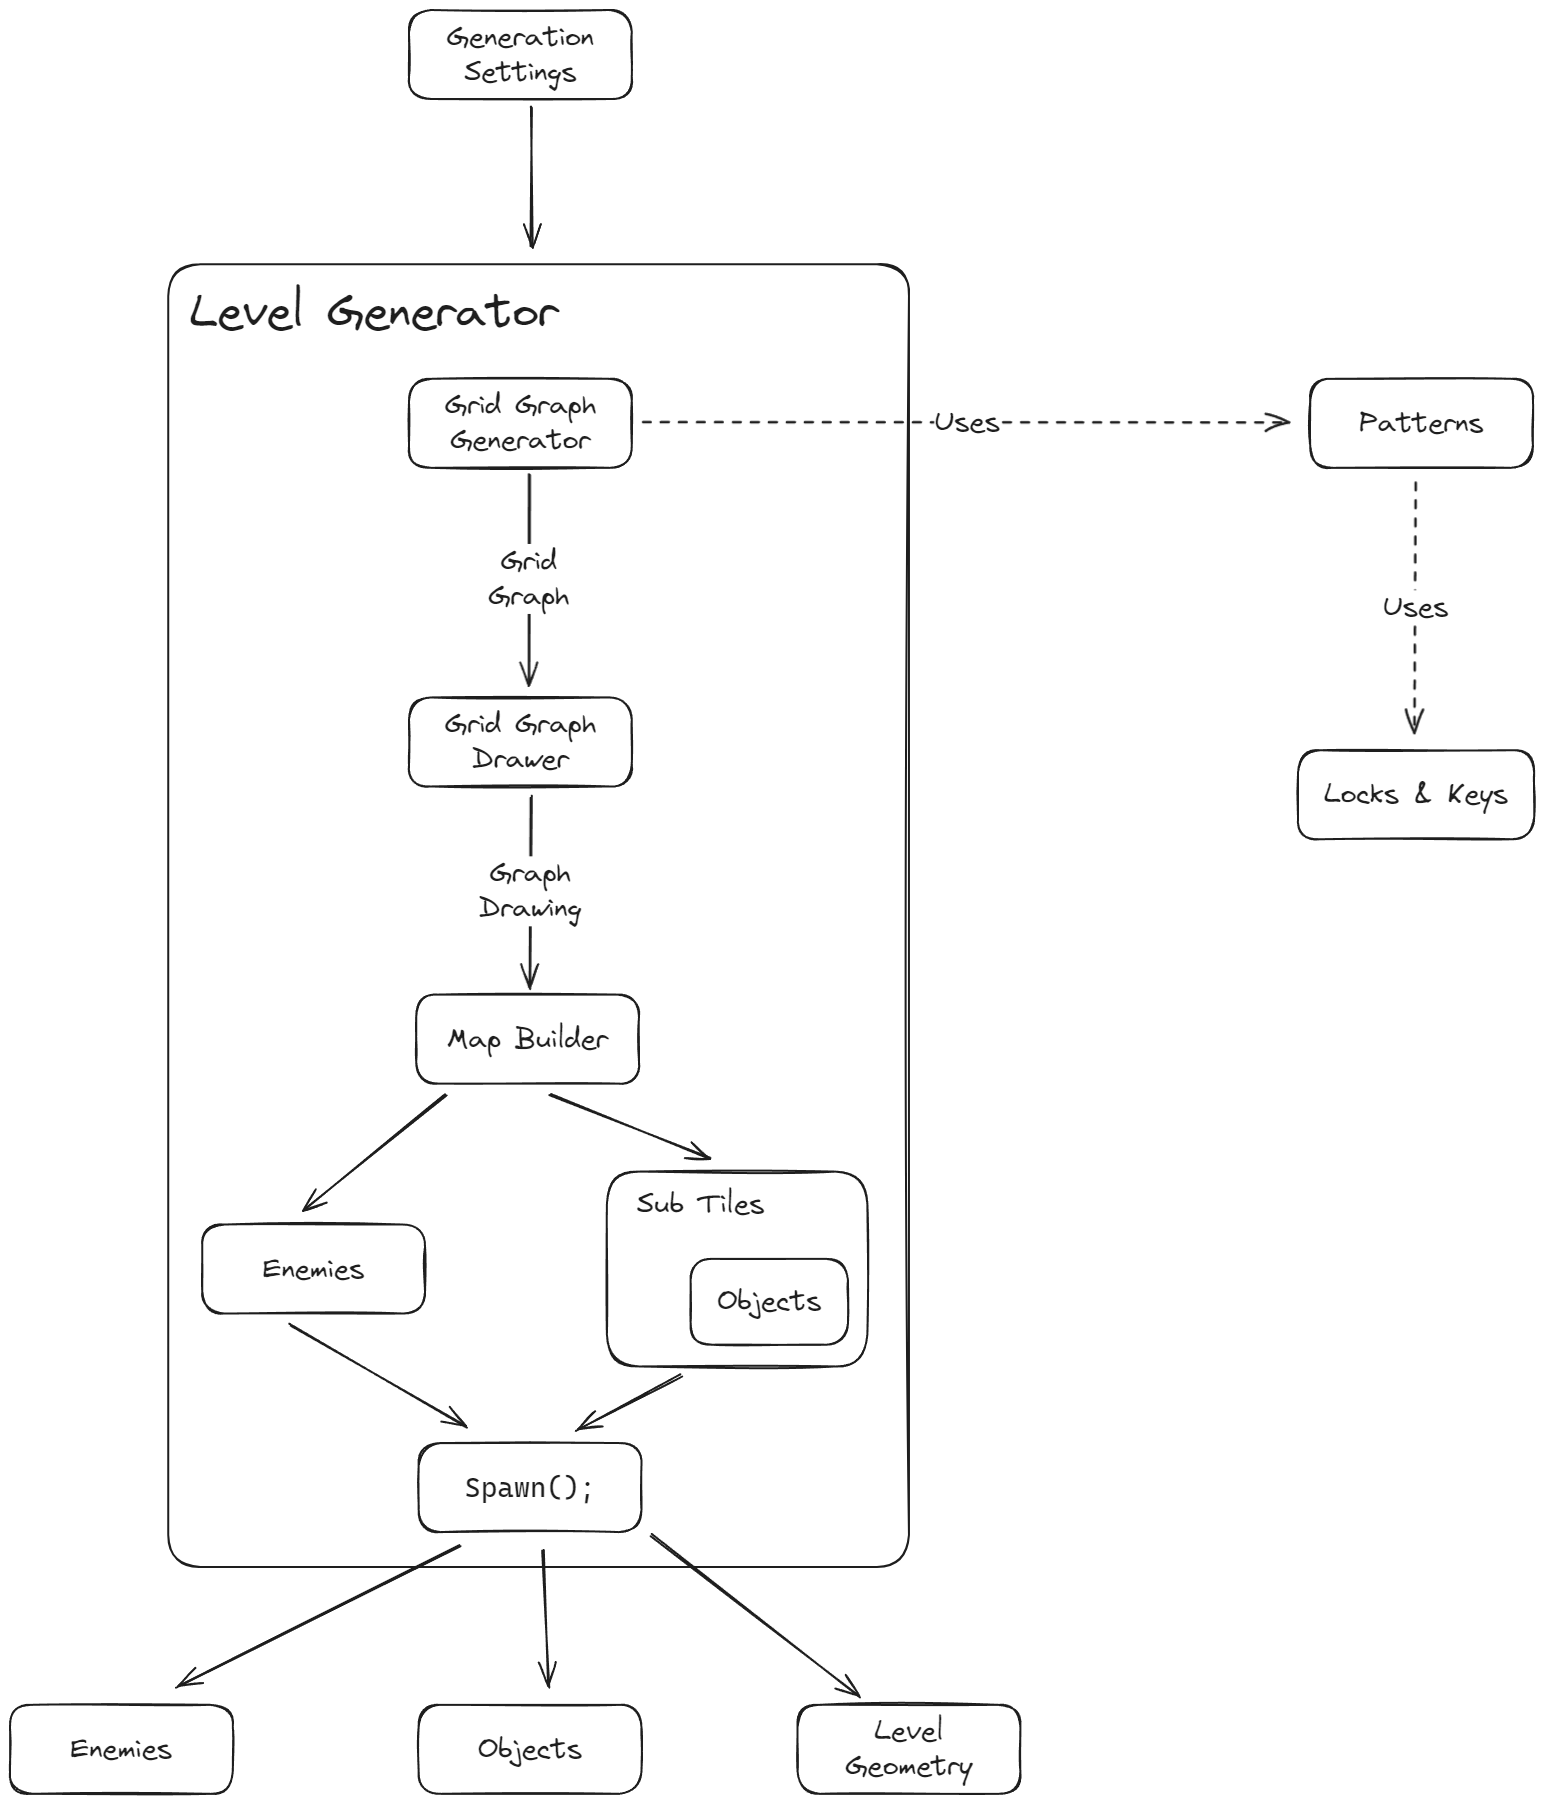 Generation
Settings
Level Generator
Grid Graph
Generator
Uses
Patterns
Grid
Graph
Uses
Grid Graph
Drawer
Locks & Keys
Graph
Drawing
Map Builder
Sub Tiles
Enemies
Objects
Spawn();
Enemies
Objects
Level
Geometry